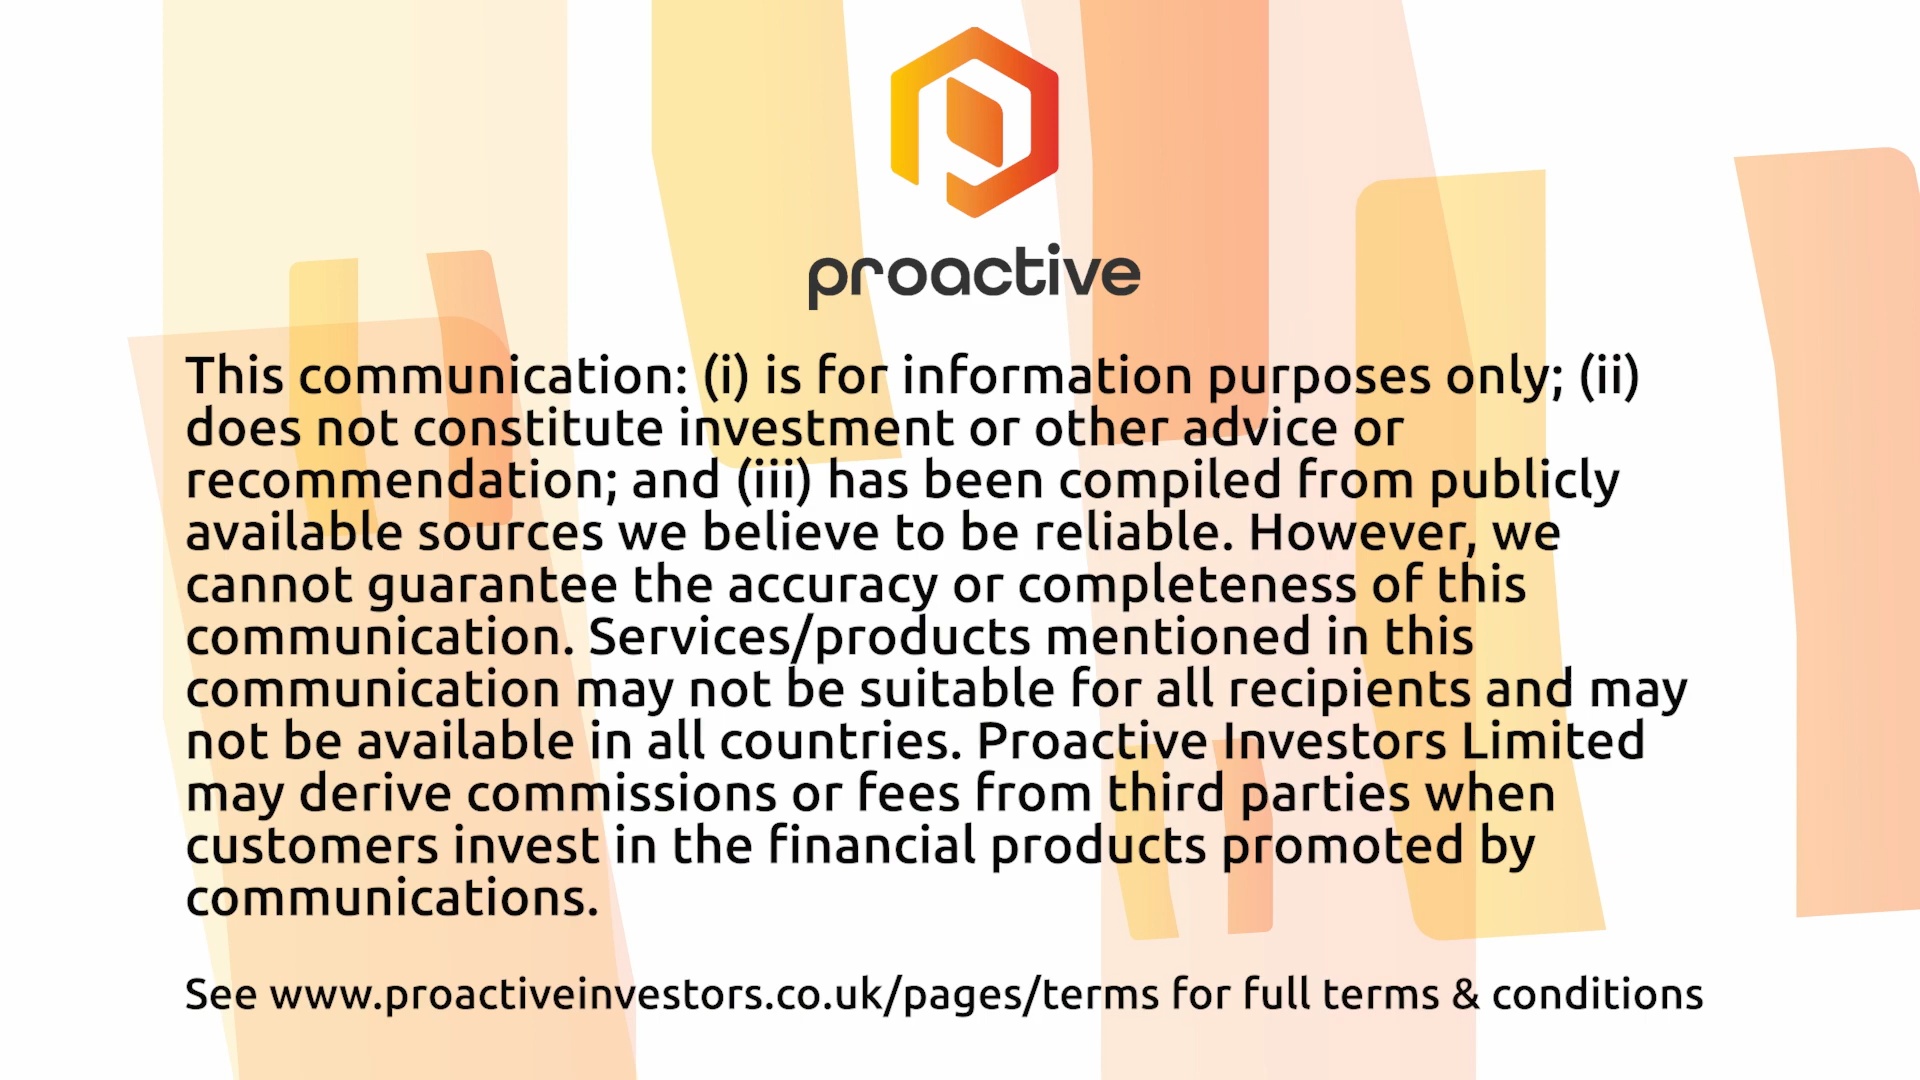 proactive
This communication: (i) is for information purposes only; (ii)
does not constitute investment or other advice or
recommendation; and (iii) has been compiled from publicly
available sources we believe to be reliable. However, we
cannot guarantee the accuracy or completeness of this
communication. Services/products mentioned in this
communication may not be suitable for all recipients and may
not be available in all countries. Proactive Investors Limited
may derive commissions or fees from third parties when
customers invest in the financial products promoted by
communications.
See www.proactiveinvestors.co.uk/pages/terms for full terms & conditions